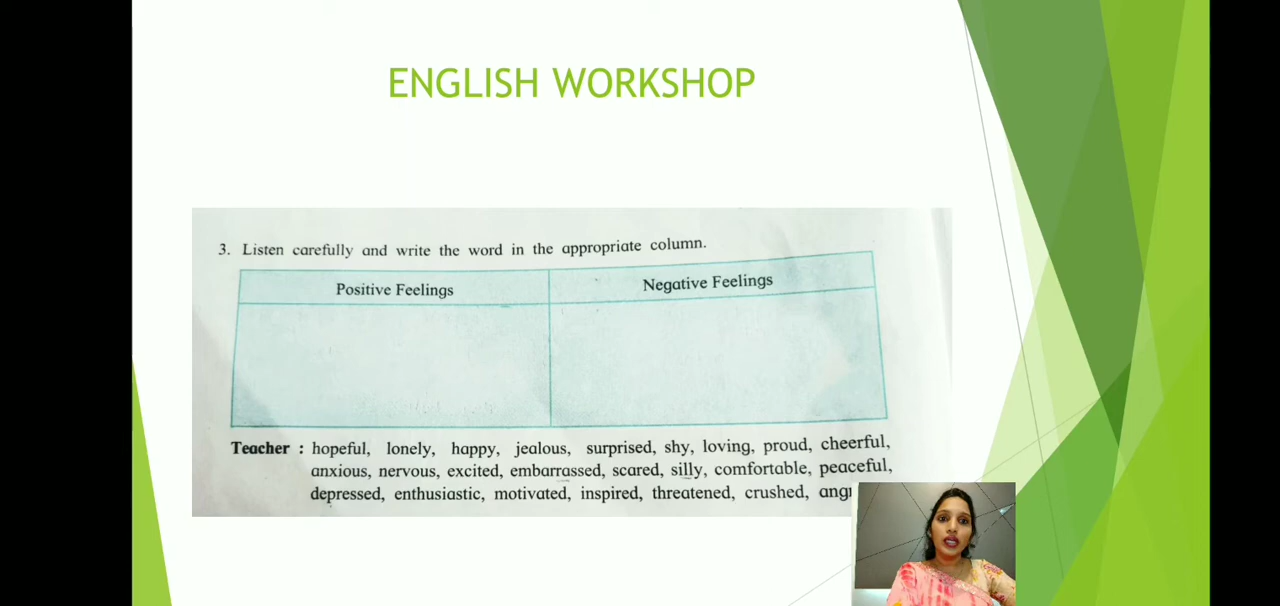 ENGLISH WORKSHOP
3. Listen carefully and write the word in the appropriate column.
Positive Feelings
Negative Feelings
Teacher : hopeful, lonely, happy, jealous, surprised, shy, loving, proud, cheerful,
anxious, nervous, excited, embarrassed, scared, silly, comfortable, peaceful,
depressed, enthusiastic, motivated, inspired, threatened, crushed,